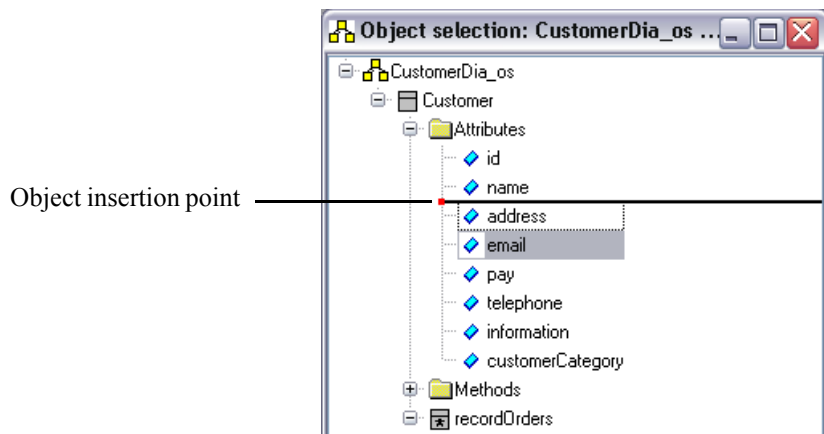 Object selection: CustomerDia_os ...
CustomerDia_os
Customer
Attributes
id
name
Object insertion point
address
email
pay
telephone
information
customerCategory
Methods
recordOrders